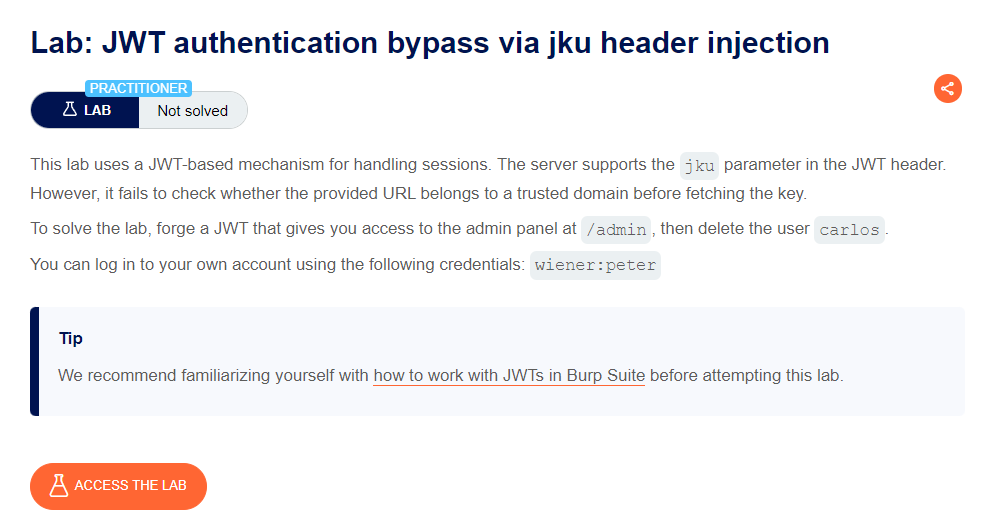 Lab: JWT authentication bypass via jku header injection
PRACTITIONER
LAB Not solved
This lab uses a JWT-based mechanism for handling sessions. The server supports the jku parameter in the JWT header.
However, it fails to check whether the provided URL belongs to a trusted domain before fetching the key.
To solve the lab, forge a JWT that gives you access to the admin panel at /admin, then delete the user carlos.
You can log in to your own account using the following credentials: wiener:peter
Tip
We recommend familiarizing yourself with how to work with JWTs in Burp Suite before attempting this lab.
ACCESS THE LAB